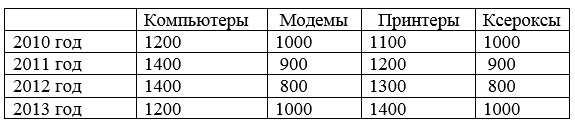 Компьютеры Модемы Принтеры Ксероксы
2010 год 1200 1000 1100 1000
2011 год 1400 900 1200 900
2012 год 1400 800 1300 800
2013 год 1200 1000 1400 1000